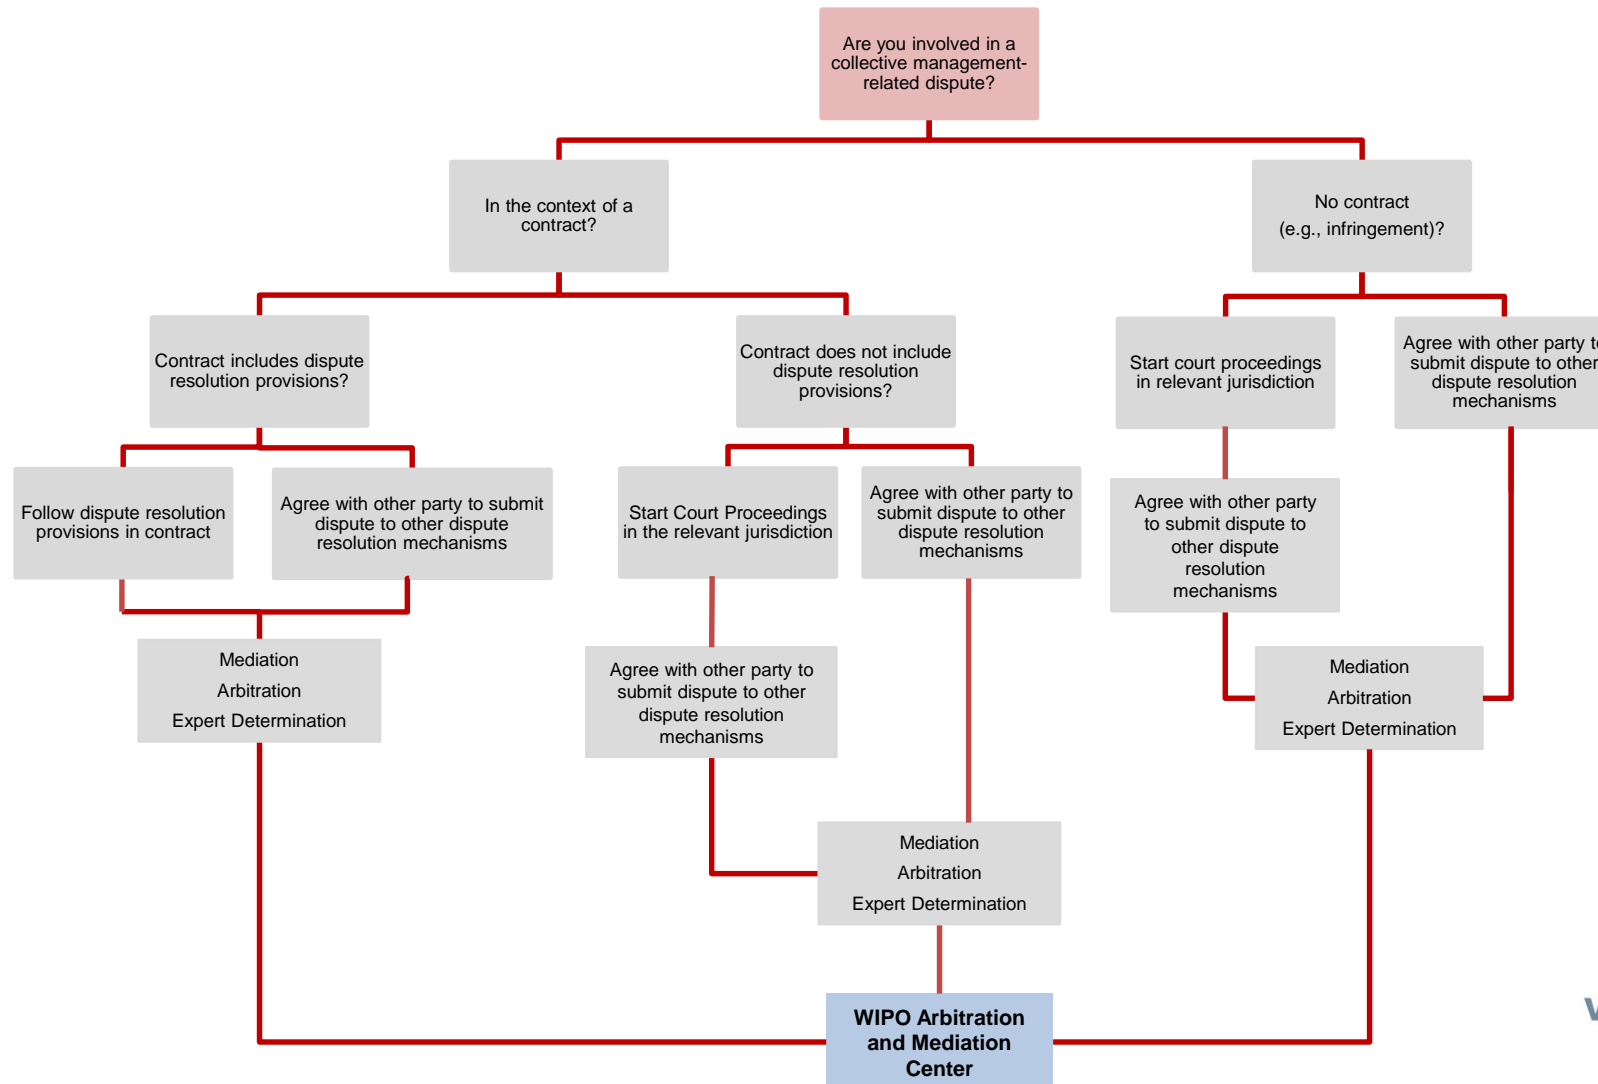 Are you involved in a
collective management-
related dispute?
In the context of a
contract?
No contract
(e.g., infringement)?
Contract includes dispute
resolution provisions?
Contract does not include
dispute resolution
provisions?
Start court proceedings
in relevant jurisdiction
Agree with other party to
submit dispute to other
dispute resolution
mechanisms
Follow dispute resolution
provisions in contract
Agree with other party to submit
dispute to other dispute
resolution mechanisms
Start Court Proceedings
in the relevant jurisdiction
Agree with other party to
submit dispute to other
dispute resolution
mechanisms
Agree with other party
to submit dispute to
other dispute
resolution
mechanisms
Mediation
Arbitration
Expert Determination
Agree with other party to
submit dispute to other
dispute resolution
mechanisms
Mediation
Arbitration
Expert Determination
Mediation
Arbitration
Expert Determination
WIPO Arbitration
and Mediation
Center